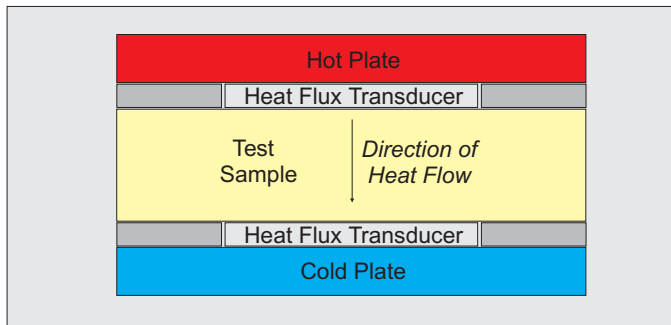 Hot Plate
Heat Flux Transducer
Test
Sample
Direction of
Heat Flow
Heat Flux Transducer
Cold Plate